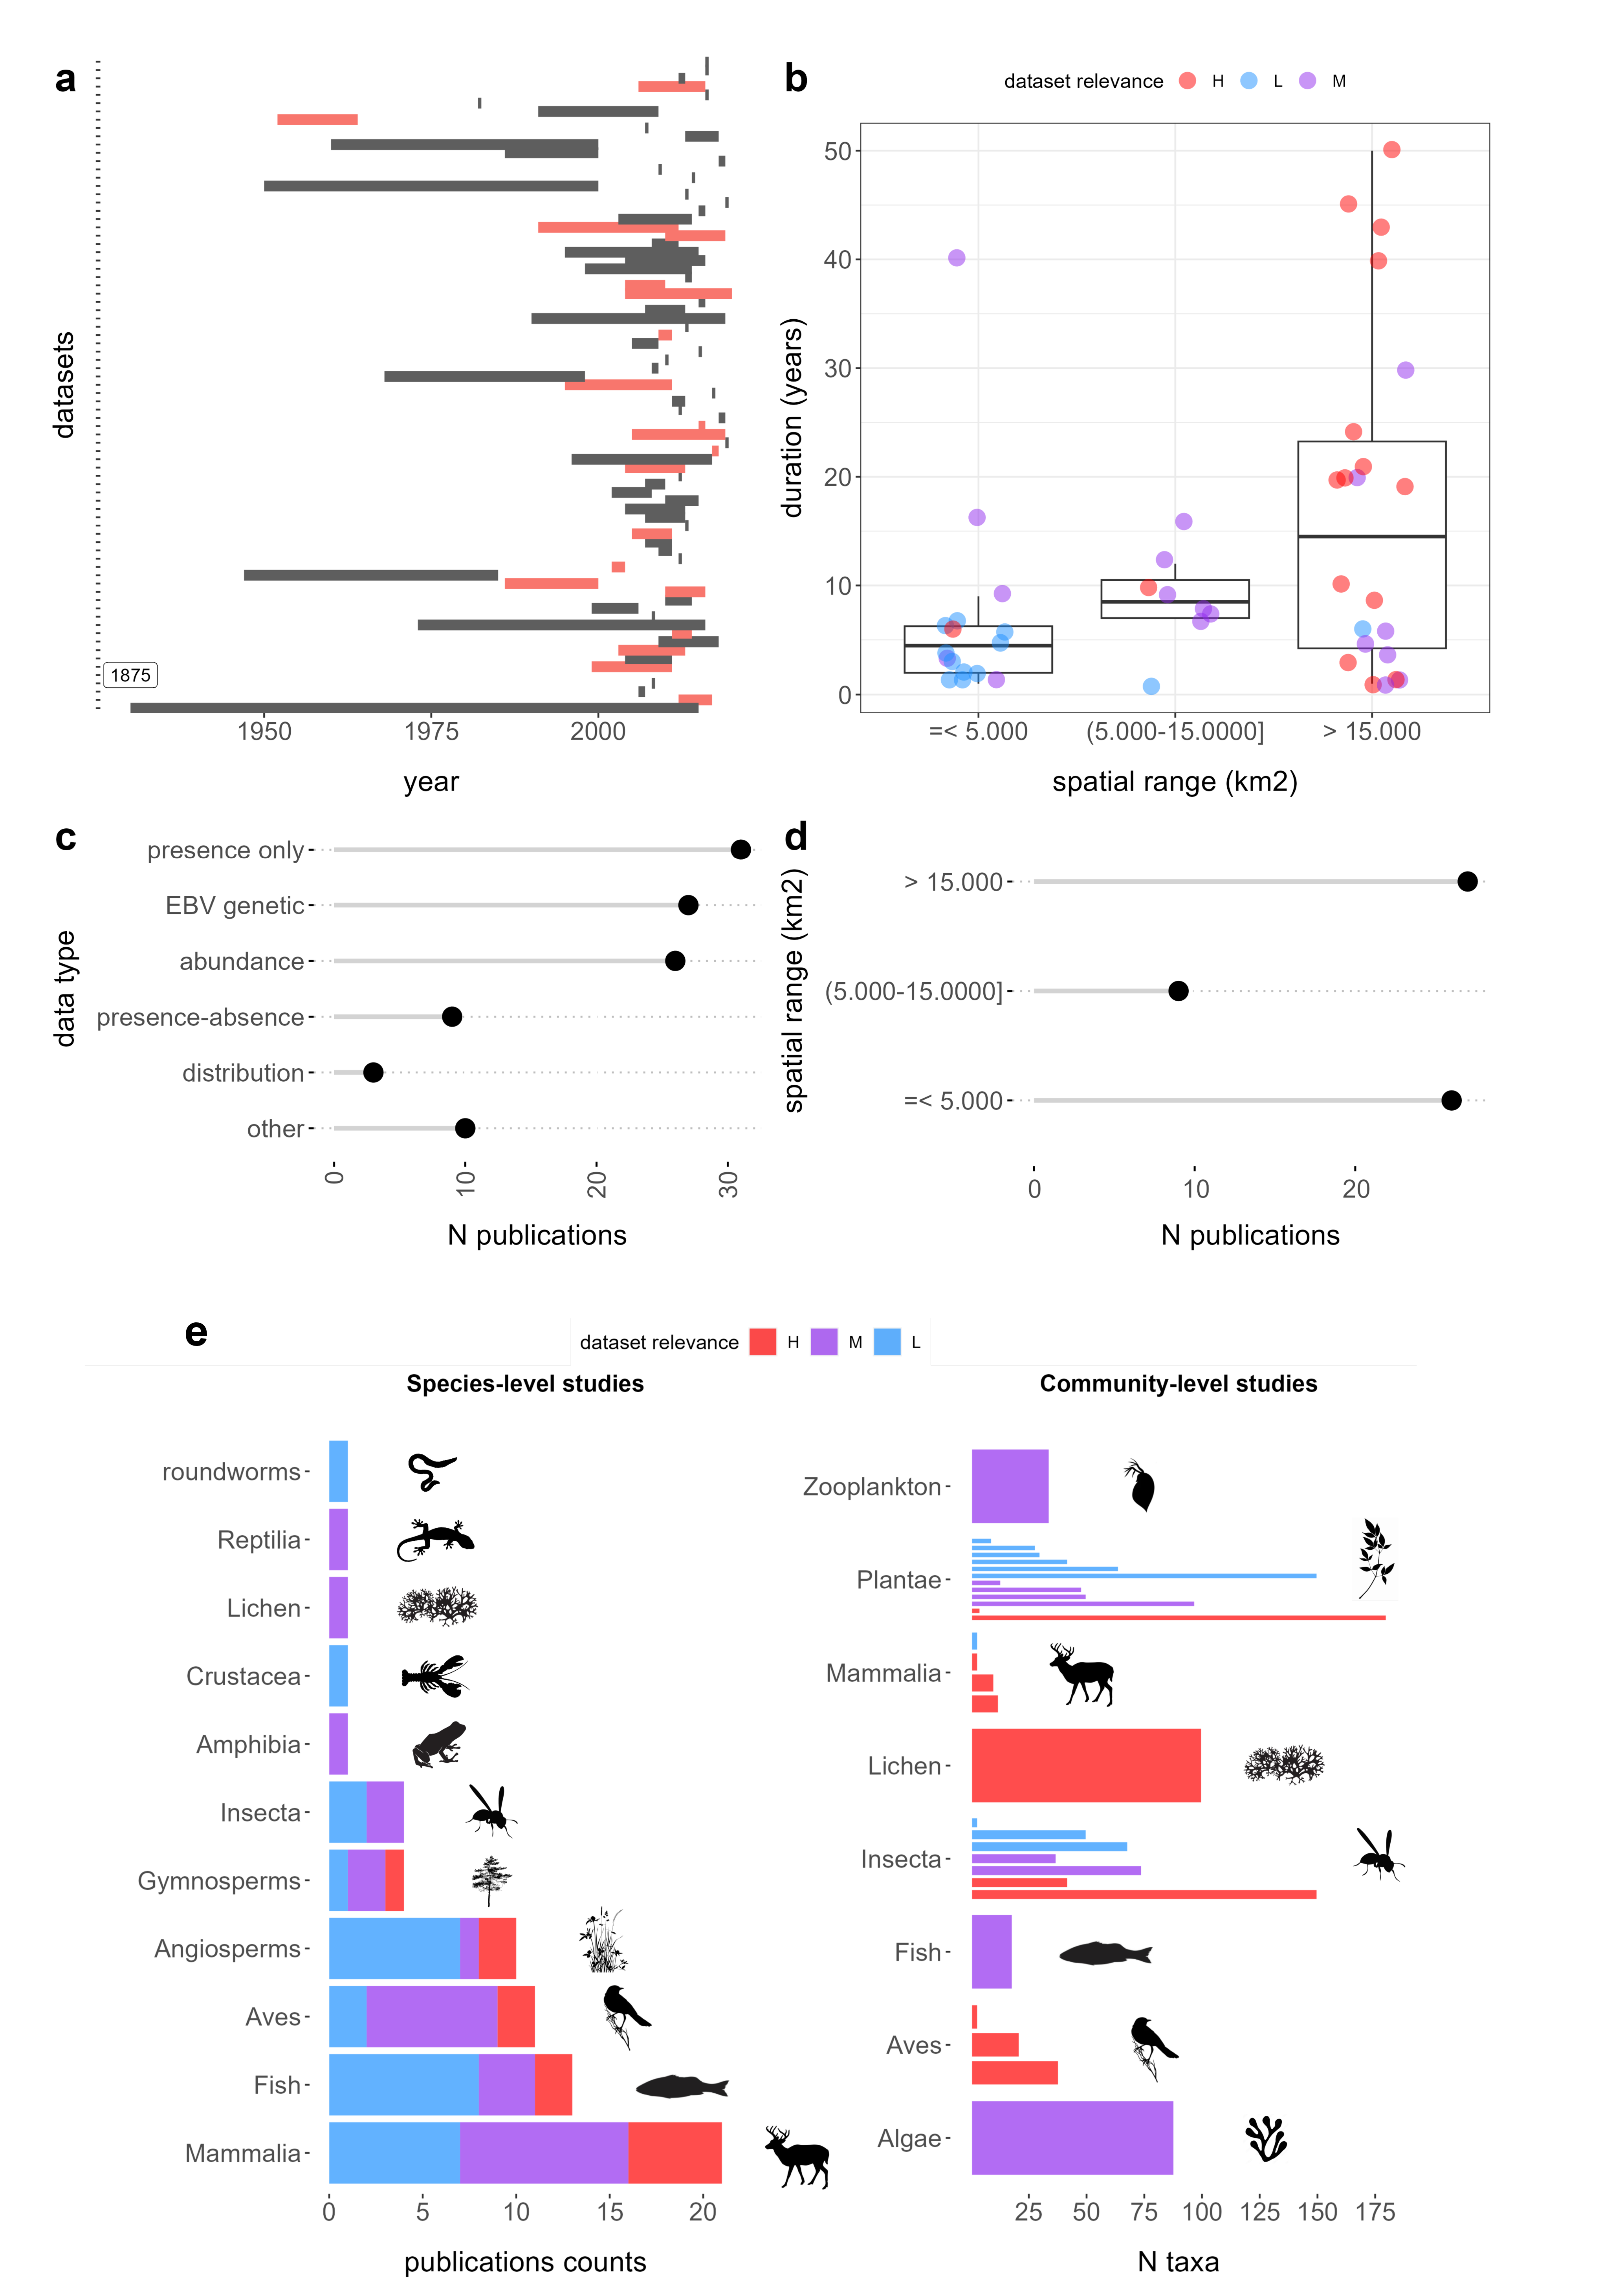 a
datasets
1875
1950 1975 2000
year
b
dataset relevance H L M
duration (years)
50
40
30
20
10
0
=< 5.000 (5.000-15.0000] > 15.000
spatial range (km2)
c
data type
presence only
EBV genetic
abundance
presence-absence
distribution
other
0 10 20 30
N publications
d
spatial range (km2)
> 15.000
(5.000-15.0000]
=< 5.000
0 10 20
N publications
e
dataset relevance H M L
Species-level studies
roundworms
Reptilia
Lichen
Crustacea
Amphibia
Insecta
Gymnosperms
Angiosperms
Aves
Fish
Mammalia
0 5 10 15 20
publications counts
Community-level studies
Zooplankton
Plantae
Mammalia
Lichen
Insecta
Fish
Aves
Algae
25 50 75 100 125 150 175
N taxa